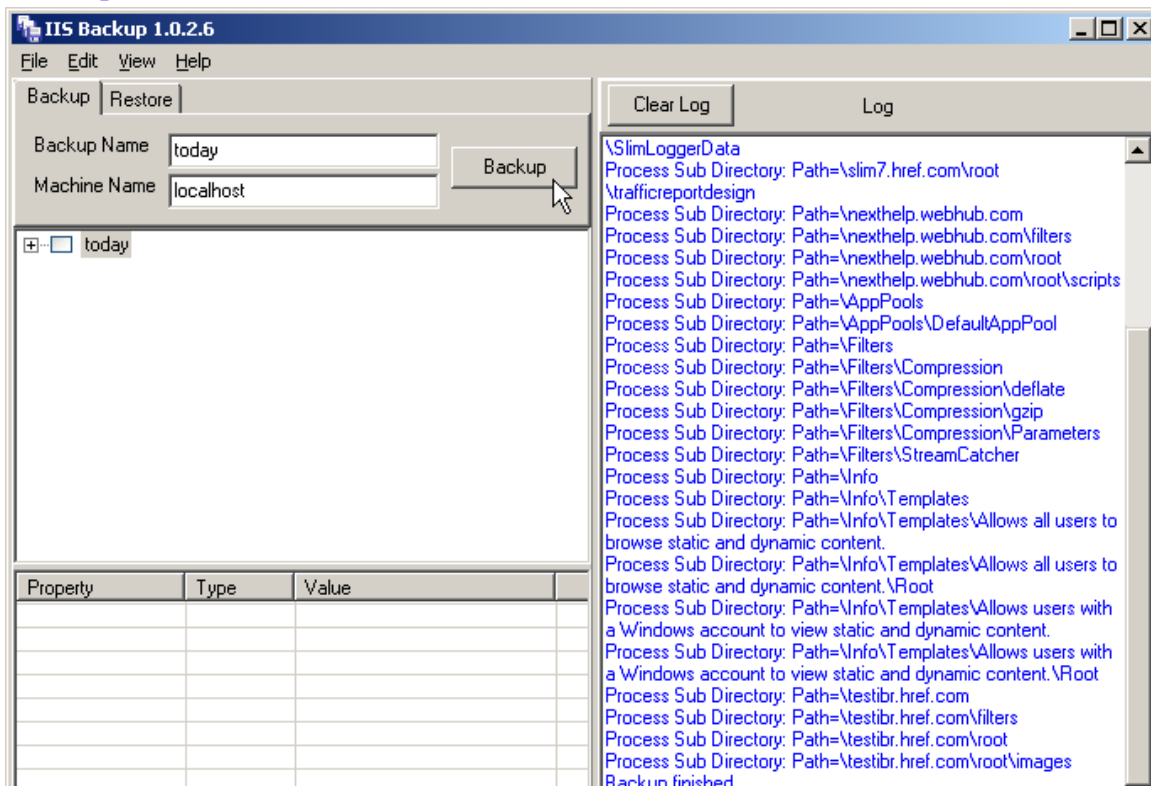 IIS Backup 1.0.2.6
File Edit View Help
Backup Restore
Backup Name today
Machine Name localhost
Backup
today
Property Type Value
Clear Log Log
\SlimLoggerData
Process Sub Directory: Path=\slim7.href.com\root
\trafficreportdesign
Process Sub Directory: Path=\nexthelp.webhub.com
Process Sub Directory: Path=\nexthelp.webhub.com\filters
Process Sub Directory: Path=\nexthelp.webhub.com\root
Process Sub Directory: Path=\nexthelp.webhub.com\root\scripts
Process Sub Directory: Path=\AppPools
Process Sub Directory: Path=\AppPools\DefaultAppPool
Process Sub Directory: Path=\Filters
Process Sub Directory: Path=\Filters\Compression
Process Sub Directory: Path=\Filters\Compression\deflate
Process Sub Directory: Path=\Filters\Compression\gzip
Process Sub Directory: Path=\Filters\Compression\Parameters
Process Sub Directory: Path=\Filters\StreamCatcher
Process Sub Directory: Path=\Info
Process Sub Directory: Path=\Info\Templates
Process Sub Directory: Path=\Info\Templates\Allows all users to
browse static and dynamic content.
Process Sub Directory: Path=\Info\Templates\Allows all users to
browse static and dynamic content.\Root
Process Sub Directory: Path=\Info\Templates\Allows users with
a Windows account to view static and dynamic content.
Process Sub Directory: Path=\Info\Templates\Allows users with
a Windows account to view static and dynamic content.\Root
Process Sub Directory: Path=\testibr.href.com
Process Sub Directory: Path=\testibr.href.com\filters
Process Sub Directory: Path=\testibr.href.com\root
Process Sub Directory: Path=\testibr.href.com\root\images
Backup finished